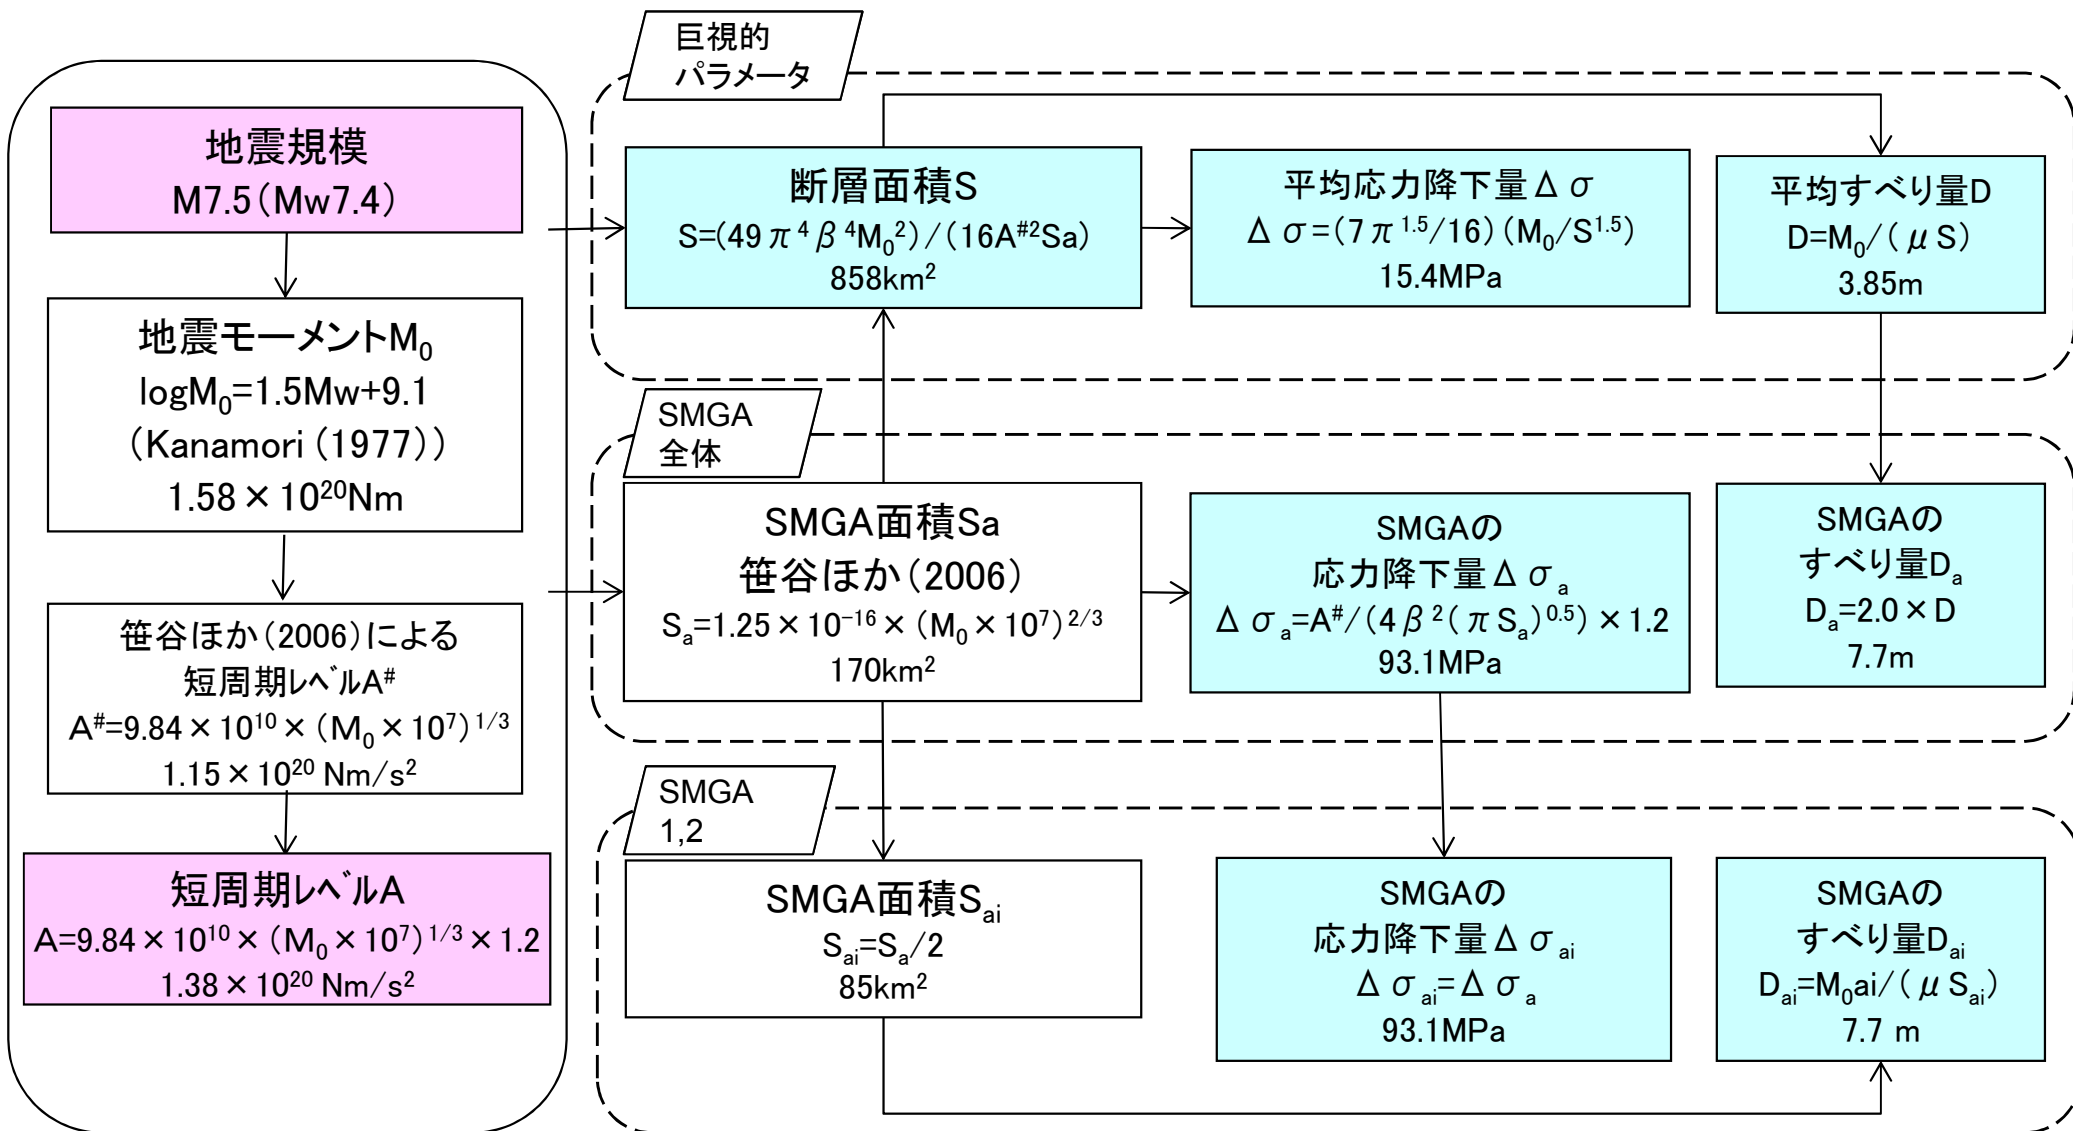 地震規模
M7.5(Mw7.4)
地震モーメントM₀
logM₀=1.5Mw+9.1
(Kanamori(1977))
1.58×10²⁰Nm
笹谷ほか(2006)による
短周期レベルA^#
A^#=9.84×10¹⁰×(M₀×10⁷)^1/3
1.15×10²⁰ Nm/s²
短周期レベルA
A=9.84×10¹⁰×(M₀×10⁷)^1/3×1.2
1.38×10²⁰ Nm/s²
巨視的
パラメータ
断層面積S
S=(49π⁴β⁴M₀²)/(16A^#2Sa)
858km²
平均応力降下量Δσ
Δσ=(7π^1.5/16)(M₀/S^1.5)
15.4MPa
平均すべり量D
D=M₀/(μS)
3.85m
SMGA
全体
SMGA面積Sa
笹谷ほか(2006)
Sₐ=1.25×10⁻¹⁶×(M₀×10⁷)^2/3
170km²
SMGAの
応力降下量Δσₐ
Δσₐ=A^#/(4β²(πSₐ)^0.5)×1.2
93.1MPa
SMGAの
すべり量Dₐ
Dₐ=2.0×D
7.7m
SMGA
1,2
SMGA面積Sₐᵢ
Sₐᵢ=Sₐ/2
85km²
SMGAの
応力降下量Δσₐᵢ
Δσₐᵢ=Δσₐ
93.1MPa
SMGAの
すべり量Dₐᵢ
Dₐᵢ=M₀ai/(μSₐᵢ)
7.7 m